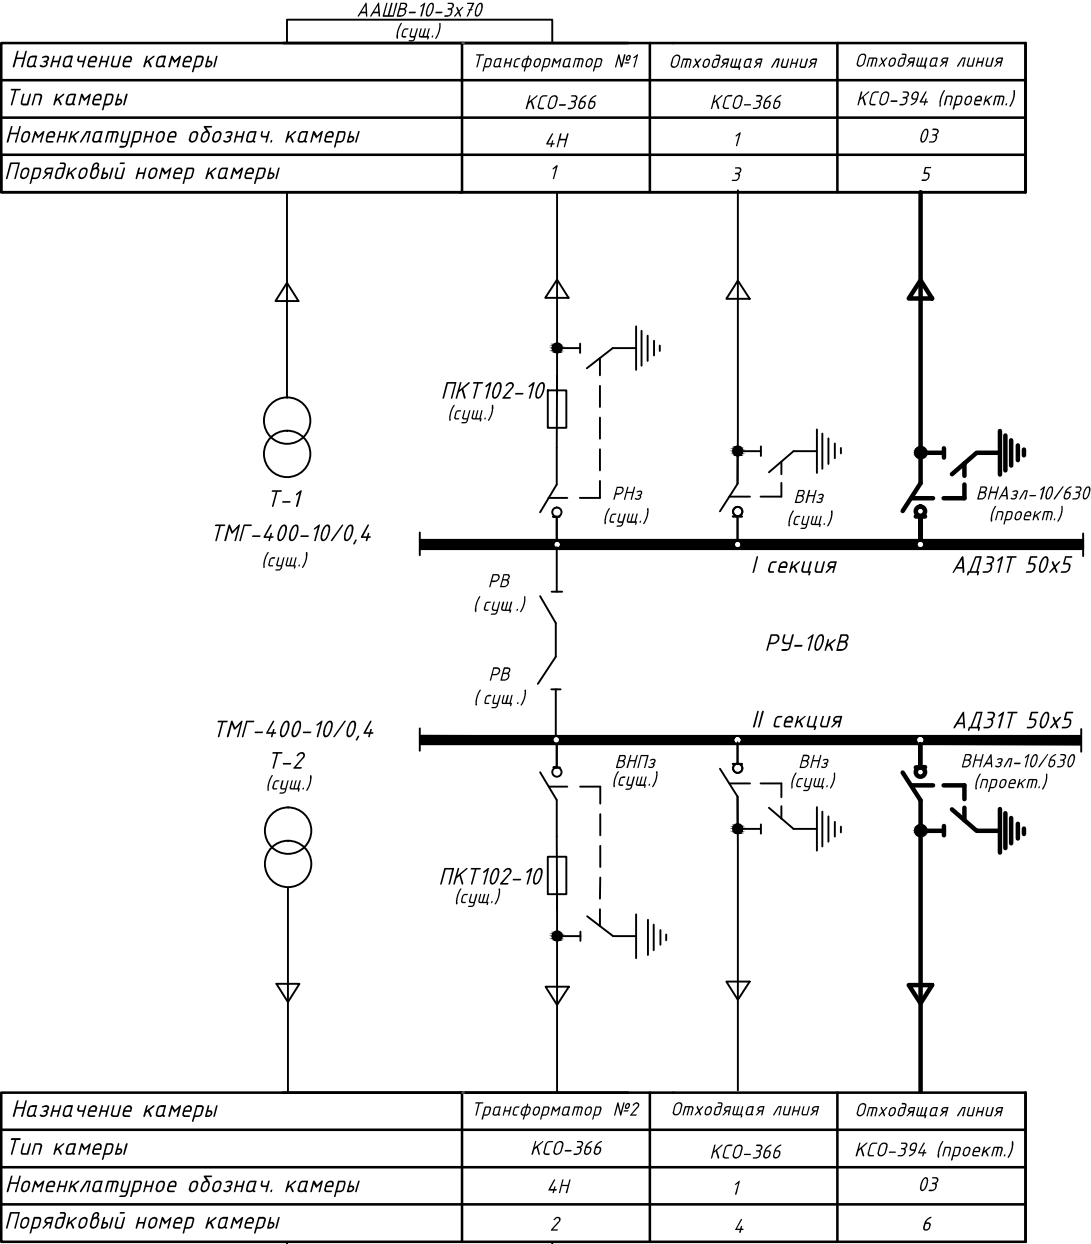 ААШВ-10-3х70
(сущ.)
Назначение камеры Трансформатор №1 Отходящая линия Отходящая линия
Тип камеры КСО-366 КСО-366 КСО-394 (проект.)
Номенклатурное обознач. камеры 4Н 1 03
Порядковый номер камеры 1 3 5
ПКТ102-10
(сущ.)
Т-1
РНз
(сущ.)
ВНз
(сущ.)
ВНАзл-10/630
(проект.)
ТМГ-400-10/0,4
(сущ.)
I секция АД31Т 50х5
РВ
(сущ.)
РУ-10кВ
РВ
(сущ.)
II секция АД31Т 50х5
ТМГ-400-10/0,4
Т-2
(сущ.)
ВНПз
(сущ.)
ВНз
(сущ.)
ВНАзл-10/630
(проект.)
ПКТ102-10
(сущ.)
Назначение камеры Трансформатор №2 Отходящая линия Отходящая линия
Тип камеры КСО-366 КСО-366 КСО-394 (проект.)
Номенклатурное обознач. камеры 4Н 1 03
Порядковый номер камеры 2 4 6